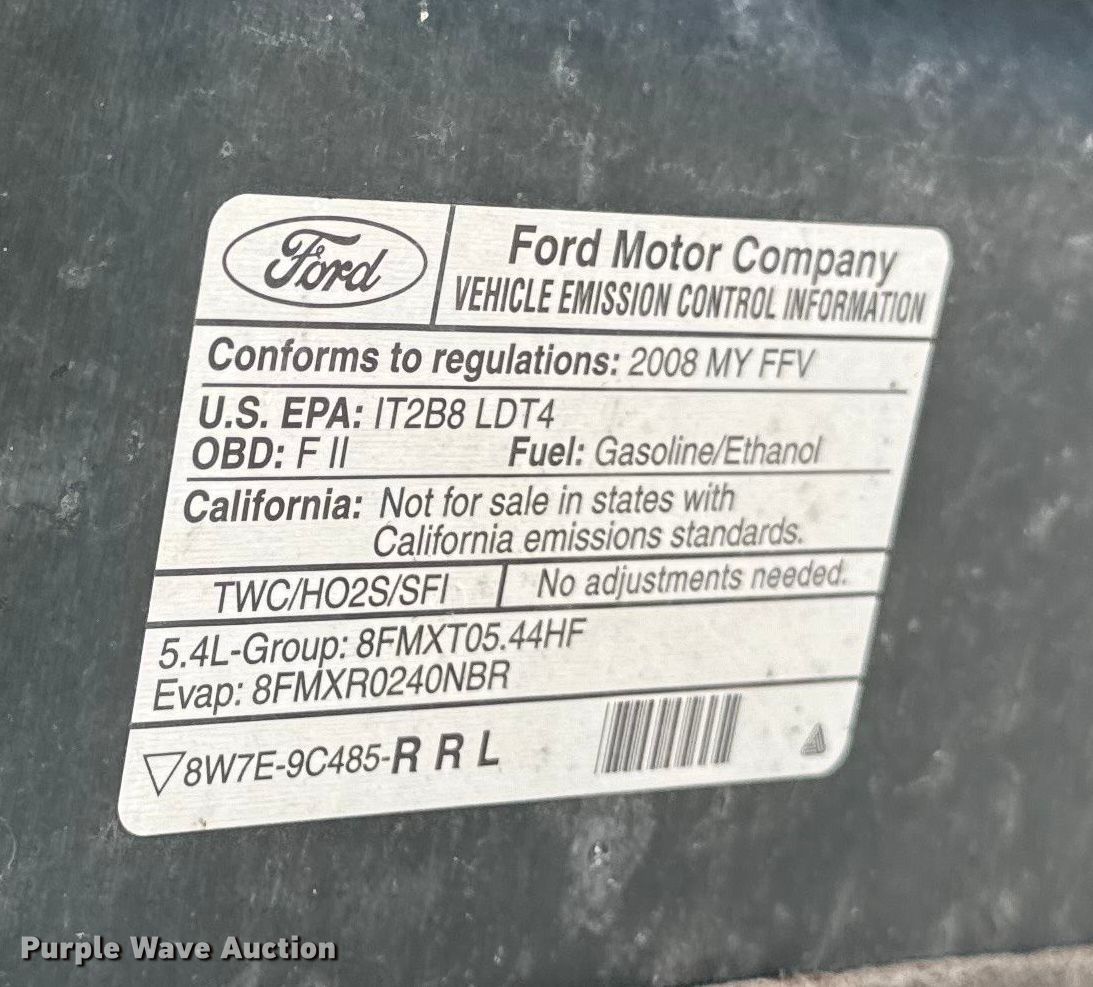 Ford
Ford Motor Company
VEHICLE EMISSION CONTROL INFORMATION
Conforms to regulations: 2008 MY FFV
U.S. EPA: IT2B8 LDT4
OBD: F II Fuel: Gasoline/Ethanol
California: Not for sale in states with
California emissions standards.
TWC/HO2S/SFI No adjustments needed.
5.4L-Group: 8FMXT05.44HF
Evap: 8FMXR0240NBR
8W7E-9C485-R R L
Purple Wave Auction